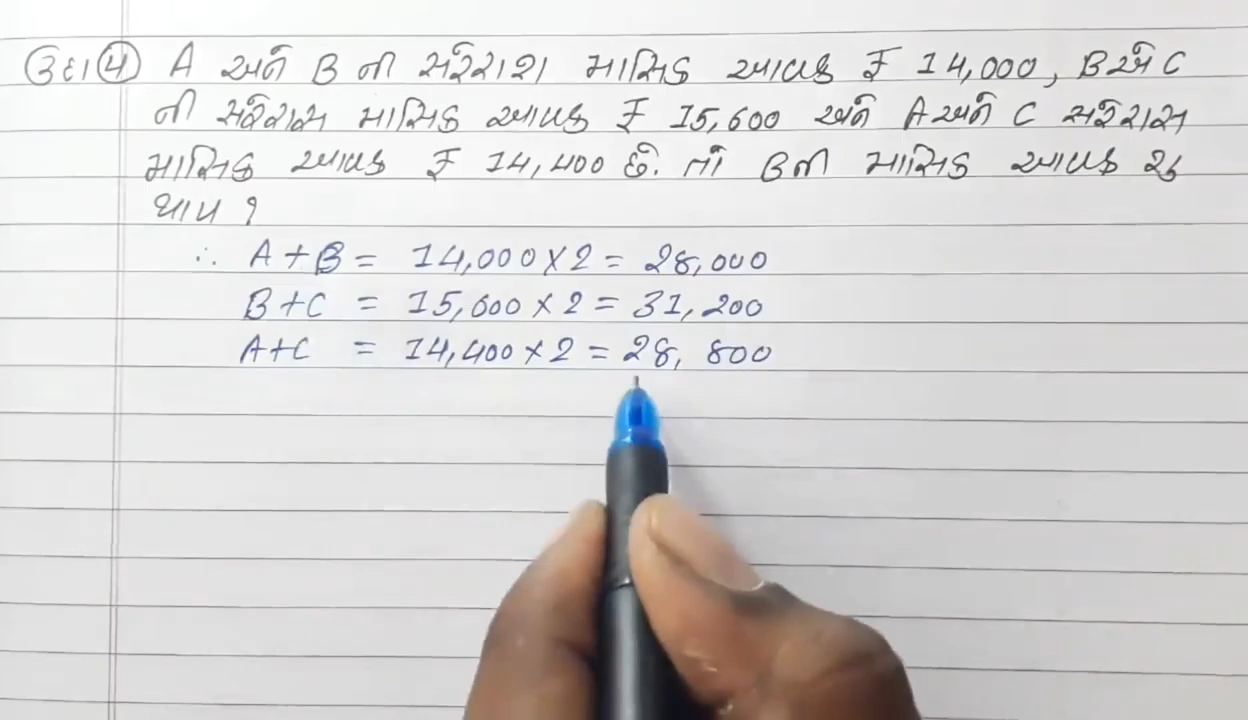 ઉદા ૪ A અને B ની સરેરાશ માસિક આવક ₹ 14,000, B અને C
ની સરેરાશ માસિક આવક ₹ 15,600 અને A અને C સરેરાશ
માસિક આવક ₹ 14,400 છે. તો B ની માસિક આવક
થાય ?
∴ A + B = 14,000 × 2 = 28,000
B + C = 15,600 × 2 = 31,200
A + C = 14,400 × 2 = 28, 800